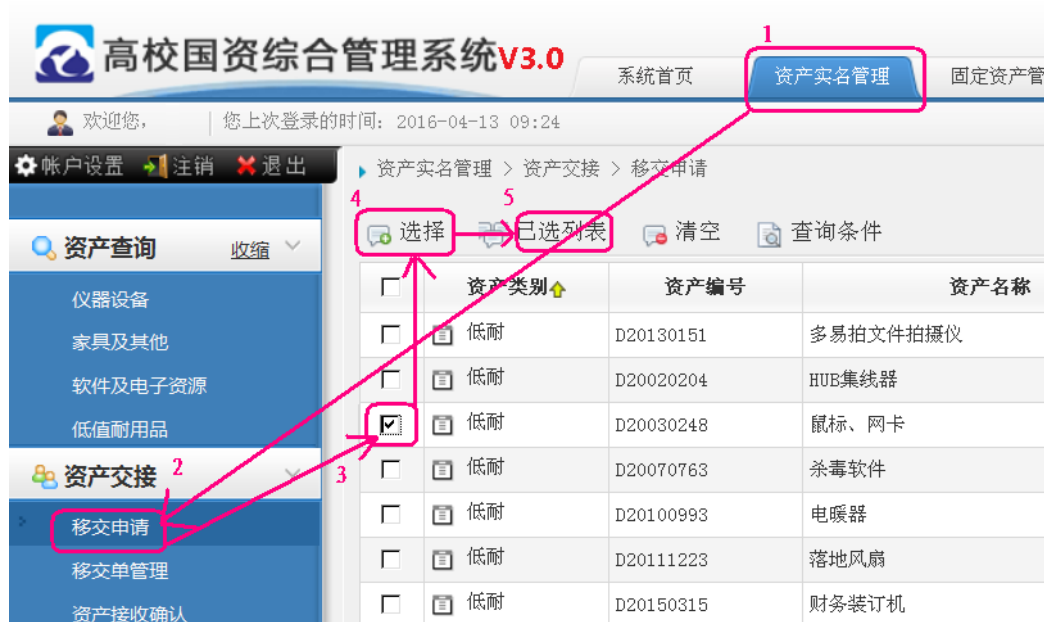 高校国资综合管理系统V3.0
1
系统首页 资产实名管理 固定资产管
欢迎您, 您上次登录的时间: 2016-04-13 09:24
帐户设置 注销 退出
资产实名管理 > 资产交接 > 移交申请
4 5
选择 已选列表 清空 查询条件
资产查询 收缩
资产类别 资产编号 资产名称
仪器设备
低耐 D20130151 多易拍文件拍摄仪
家具及其他
低耐 D20020204 HUB集线器
软件及电子资源
低耐 D20030248 鼠标、网卡
低值耐用品
资产交接 2
3
低耐 D20070763 杀毒软件
移交申请
低耐 D20100993 电暖器
移交单管理
低耐 D20111223 落地风扇
资产接收确认
低耐 D20150315 财务装订机